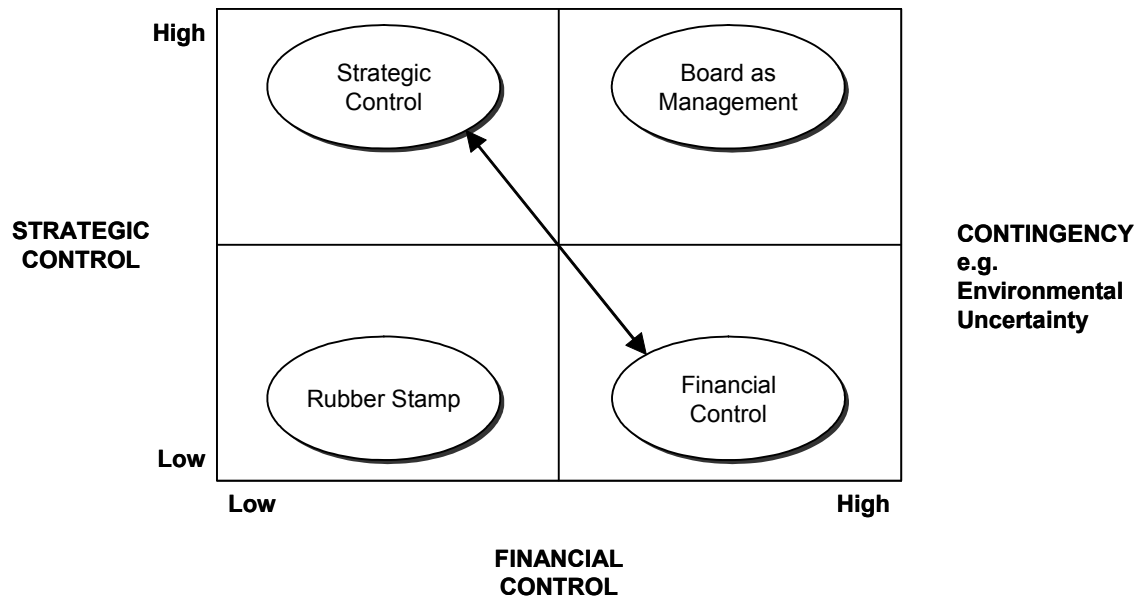 High
Strategic
Control
Board as
Management
STRATEGIC
CONTROL
CONTINGENCY
e.g.
Environmental
Uncertainty
Rubber Stamp
Financial
Control
Low
Low
High
FINANCIAL
CONTROL